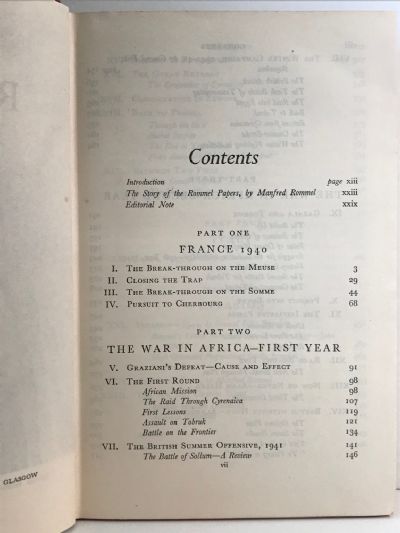 Contents
Introduction page xiii
The Story of the Rommel Papers, by Manfred Rommel xxiii
Editorial Note xxix
PART ONE
FRANCE 1940
I. THE BREAK-THROUGH ON THE MEUSE 3
II. CLOSING THE TRAP 29
III. THE BREAK-THROUGH ON THE SOMME 44
IV. PURSUIT TO CHERBOURG 68
PART TWO
THE WAR IN AFRICA—FIRST YEAR
V. GRAZIANI'S DEFEAT—CAUSE AND EFFECT 91
VI. THE FIRST ROUND 98
African Mission 98
The Raid Through Cyrenaica 107
First Lessons 119
Assault on Tobruk 121
Battle on the Frontier 134
VII. THE BRITISH SUMMER OFFENSIVE, 1941 141
The Battle of Sollum—A Review 146
vii
GLASGOW